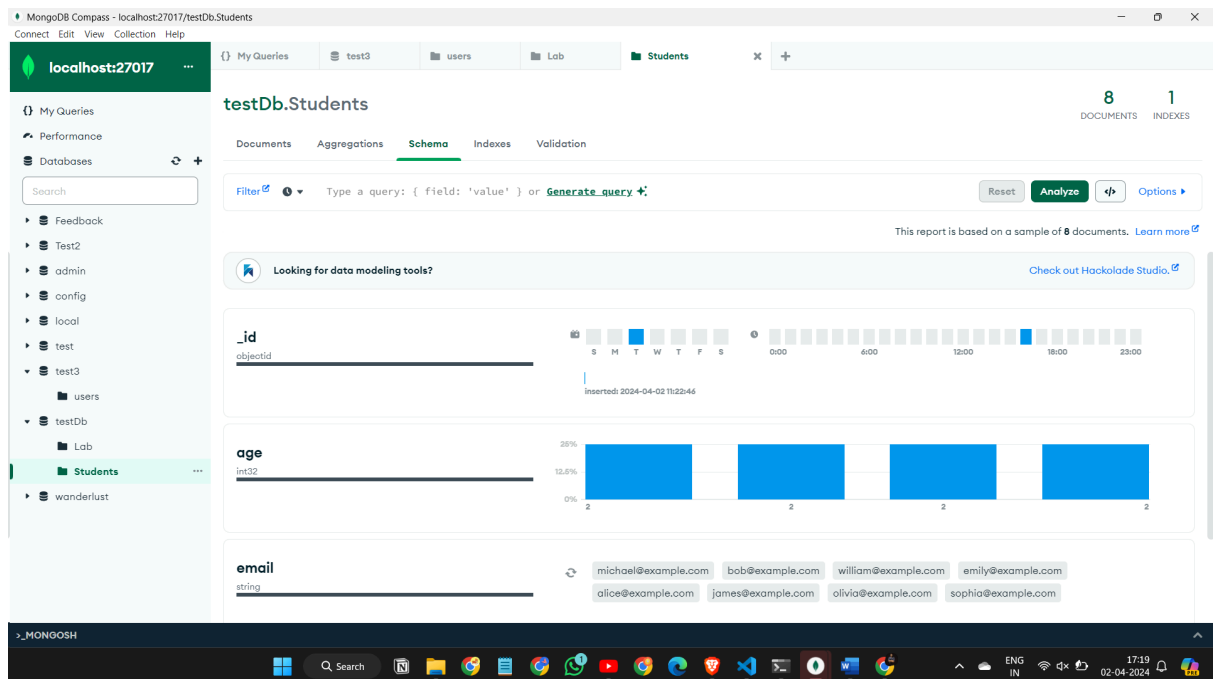 MongoDB Compass - localhost:27017/testDb.Students
Connect Edit View Collection Help
localhost:27017 ...
{} My Queries
Performance
Databases
Search
Feedback
Test2
admin
config
local
test
test3
users
testDb
Lab
Students ...
wanderlust
{} My Queries test3 users Lab Students
testDb.Students
8 1
DOCUMENTS INDEXES
Documents Aggregations Schema Indexes Validation
Filter Type a query: { field: 'value' } or Generate query Reset Analyze </> Options
This report is based on a sample of 8 documents. Learn more
Looking for data modeling tools? Check out Hackolade Studio.
_id
objectid
S M T W T F S 0:00 6:00 12:00 18:00 23:00
inserted: 2024-04-02 11:22:46
age
int32
25%
12.5%
0%
2 2 2 2
email
string
michael@example.com bob@example.com william@example.com emily@example.com
alice@example.com james@example.com olivia@example.com sophia@example.com
>_MONGOSH
Search 1 ENG 17:19
IN 02-04-2024 PRE